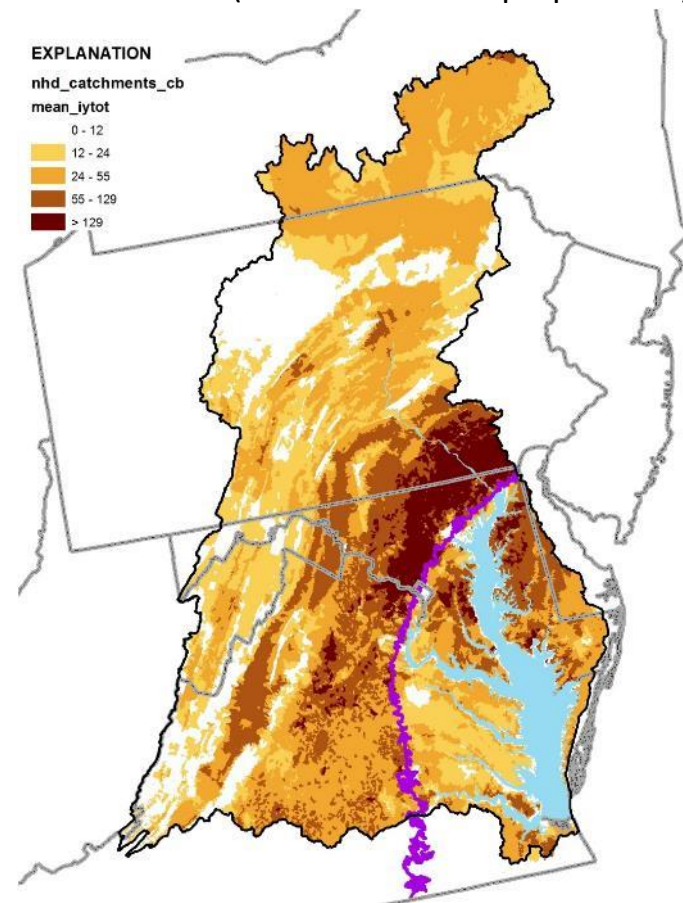 EXPLANATION
nhd_catchments_cb
mean_iytot
0 - 12
12 - 24
24 - 55
55 - 129
> 129